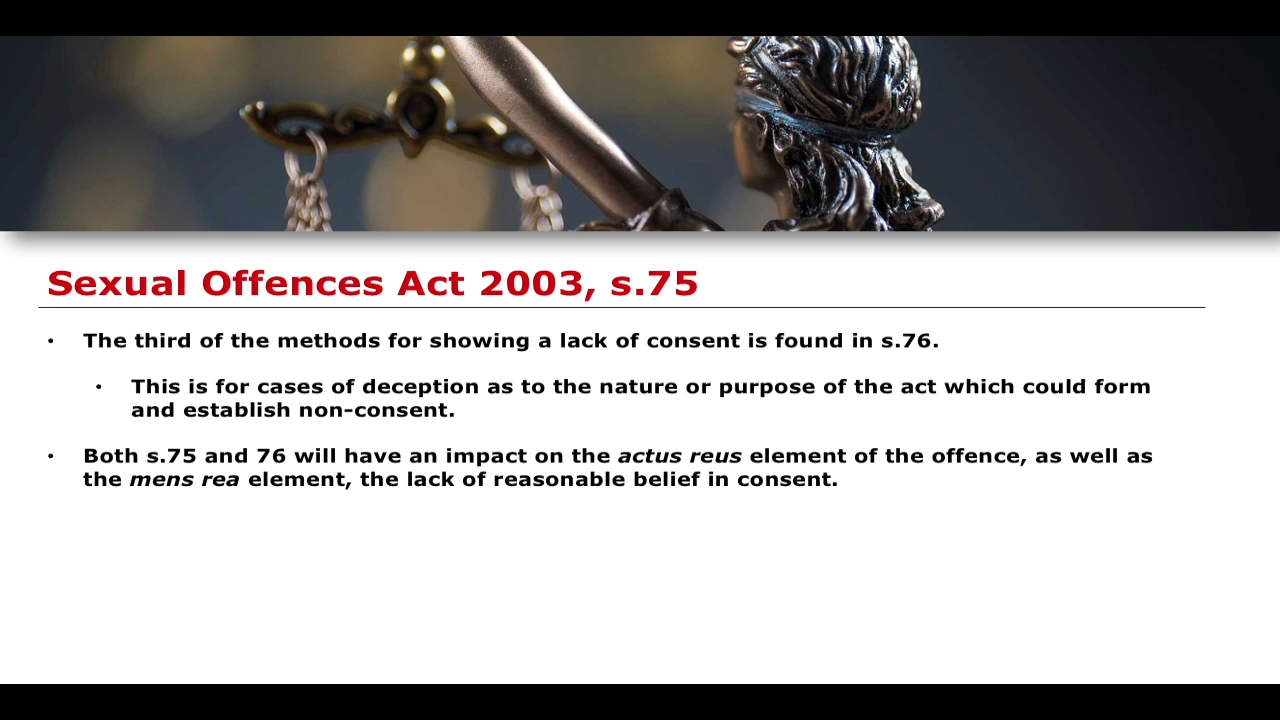 Sexual Offences Act 2003, s.75
• The third of the methods for showing a lack of consent is found in s.76.
• This is for cases of deception as to the nature or purpose of the act which could form
and establish non-consent.
• Both s.75 and 76 will have an impact on the actus reus element of the offence, as well as
the mens rea element, the lack of reasonable belief in consent.